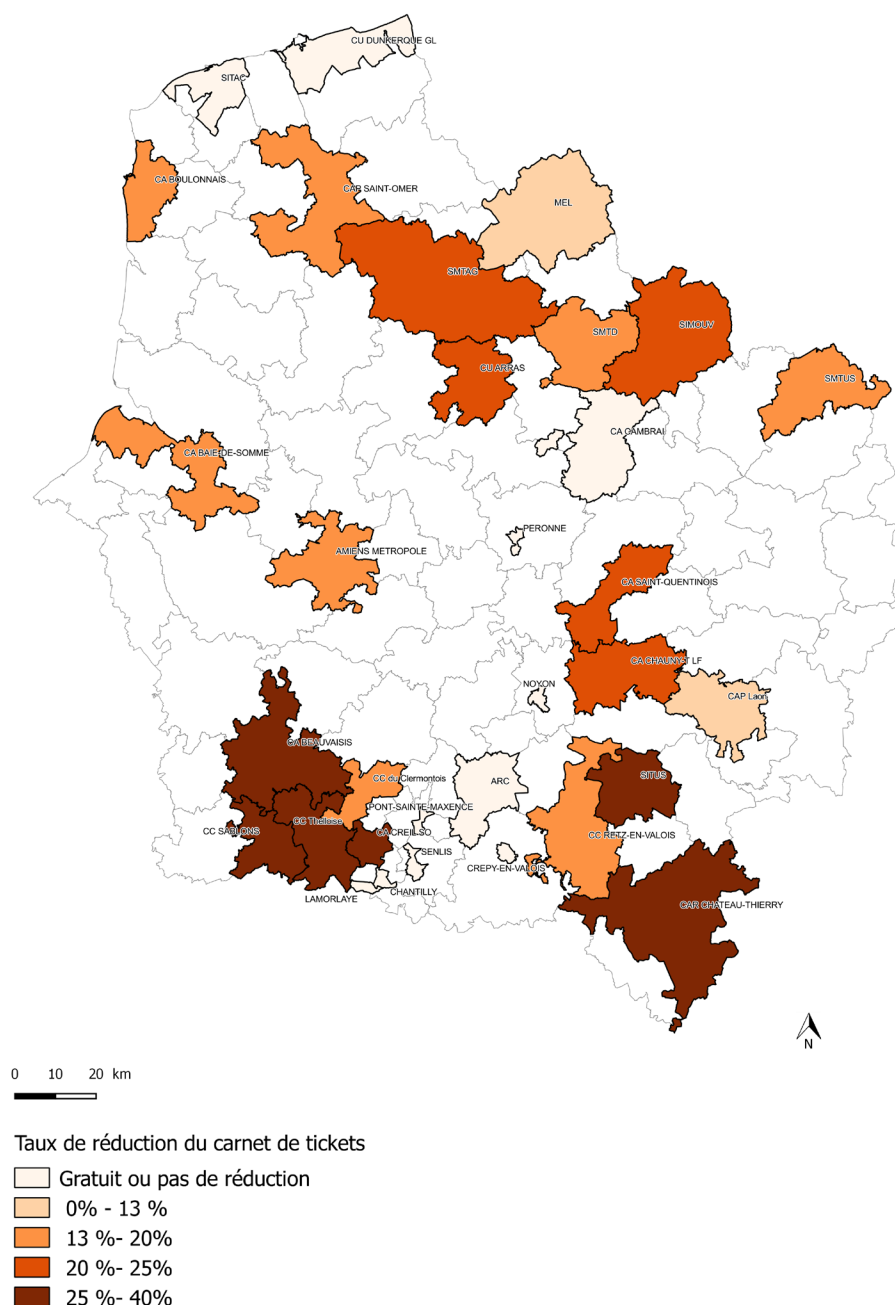 CU DUNKERQUE GL
SITAC
CA BOULONNAIS
CAP SAINT-OMER
MEL
SMTAG
SIMOUV
SMTD
CU ARRAS
SMTUS
CA CAMBRAI
CA BAIE-DE-SOMME
PERONNE
AMIENS METROPOLE
CA SAINT-QUENTINOIS
CA CHAUNY-T LF
NOYON
CAP Laon
CA BEAUVAISIS
SITUS
CC du Clermontois
ARC
PONT-SAINTE-MAXENCE
CC Thelloise
CC SABLONS
CA CREIL SO
CC RETZ-EN-VALOIS
SENLIS
CREPY-EN-VALOIS
CHANTILLY
LAMORLAYE
CAR CHATEAU-THIERRY
N
0 10 20 km
Taux de réduction du carnet de tickets
Gratuit ou pas de réduction
0% - 13 %
13 %- 20%
20 %- 25%
25 %- 40%